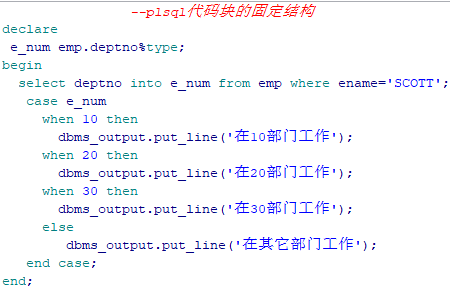 --plsql代码块的固定结构
declare
e_num emp.deptno%type;
begin
select deptno into e_num from emp where ename='SCOTT';
case e_num
when 10 then
dbms_output.put_line('在10部门工作');
when 20 then
dbms_output.put_line('在20部门工作');
when 30 then
dbms_output.put_line('在30部门工作');
else
dbms_output.put_line('在其它部门工作');
end case;
end;